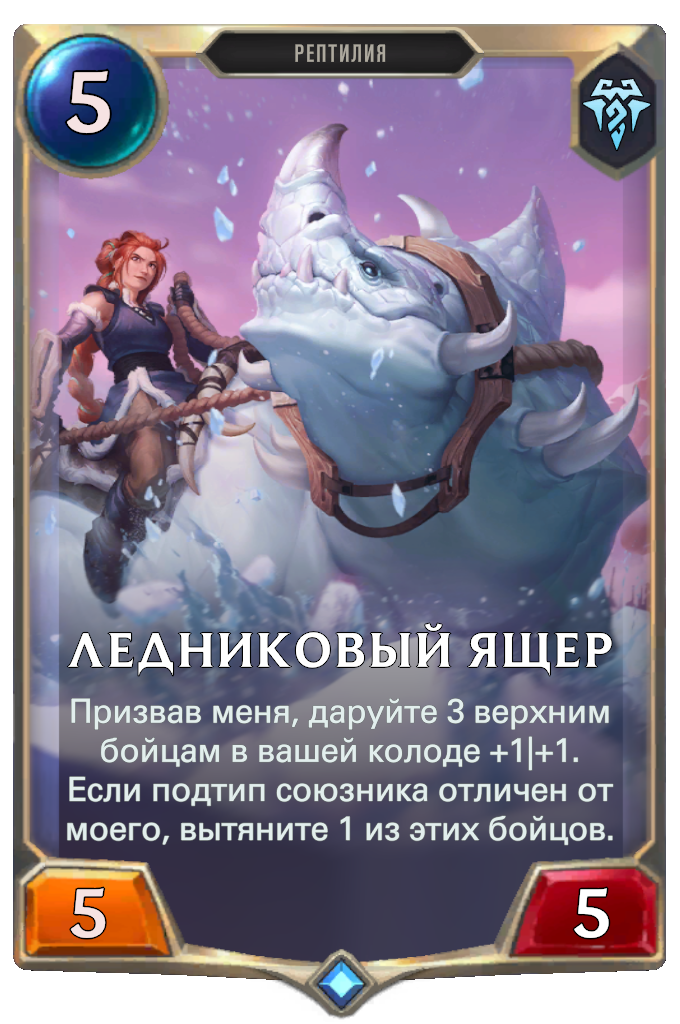 5
РЕПТИЛИЯ
ЛЕДНИКОВЫЙ ЯЩЕР
Призвав меня, даруйте 3 верхним
бойцам в вашей колоде +1|+1.
Если подтип союзника отличен от
моего, вытяните 1 из этих бойцов.
5
5